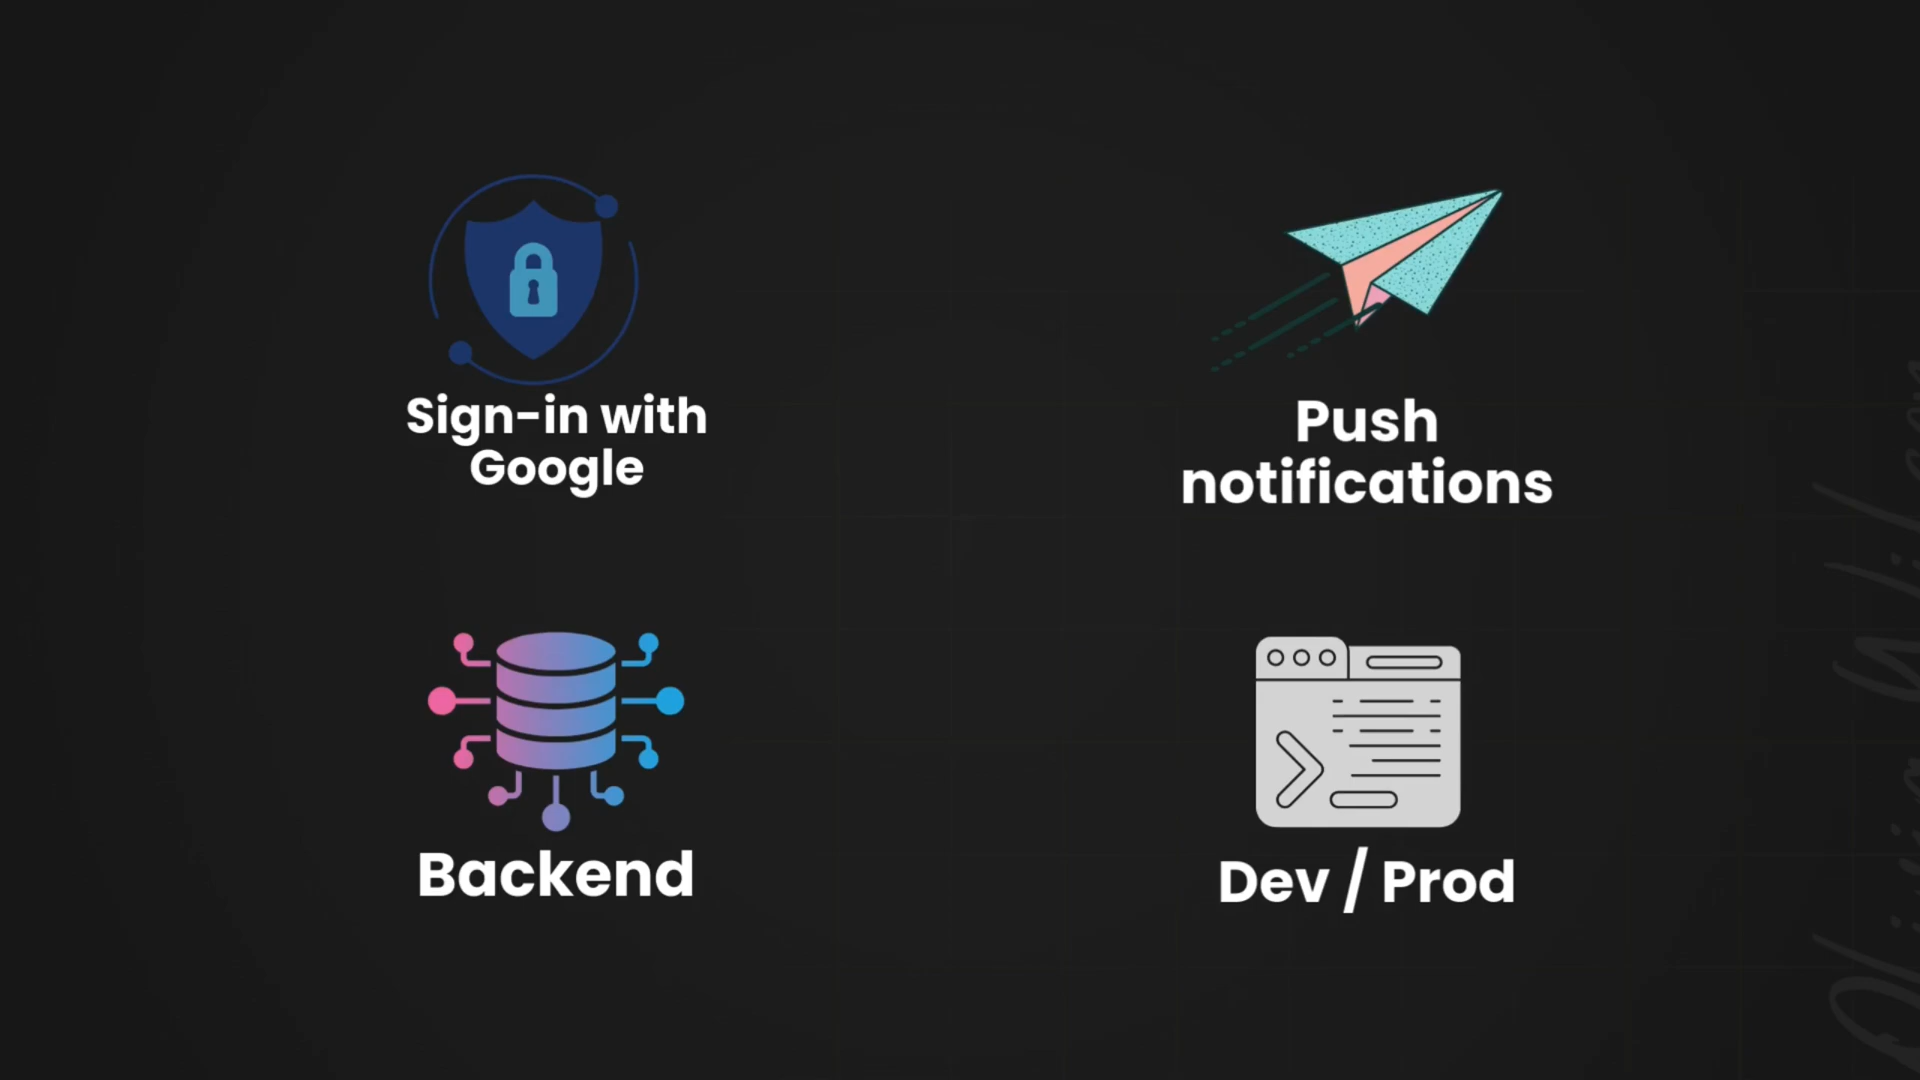 Sign-in with
Google
Push
notifications
Backend
Dev / Prod